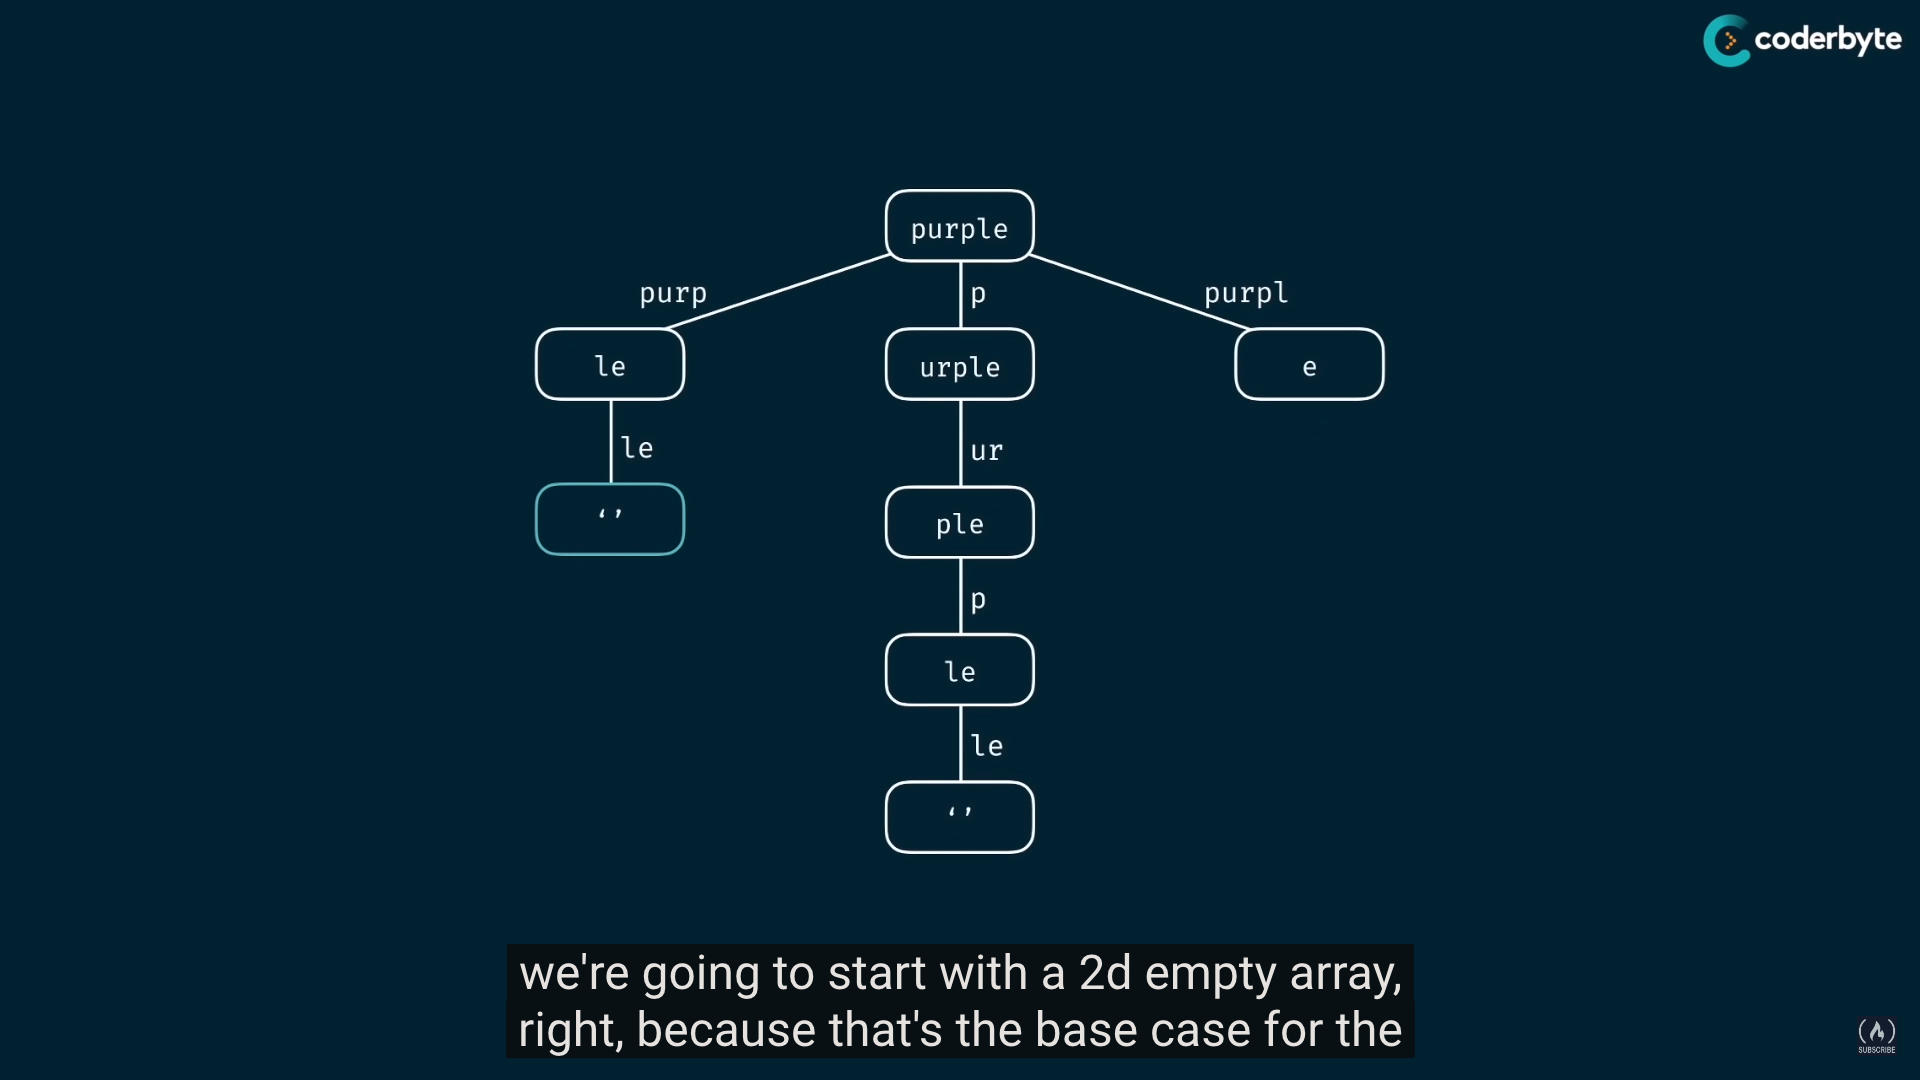 coderbyte
purple
purp
p
purpl
le
urple
e
le
ur
‘’
ple
p
le
le
‘’
we're going to start with a 2d empty array,
right, because that's the base case for the
SUBSCRIBE